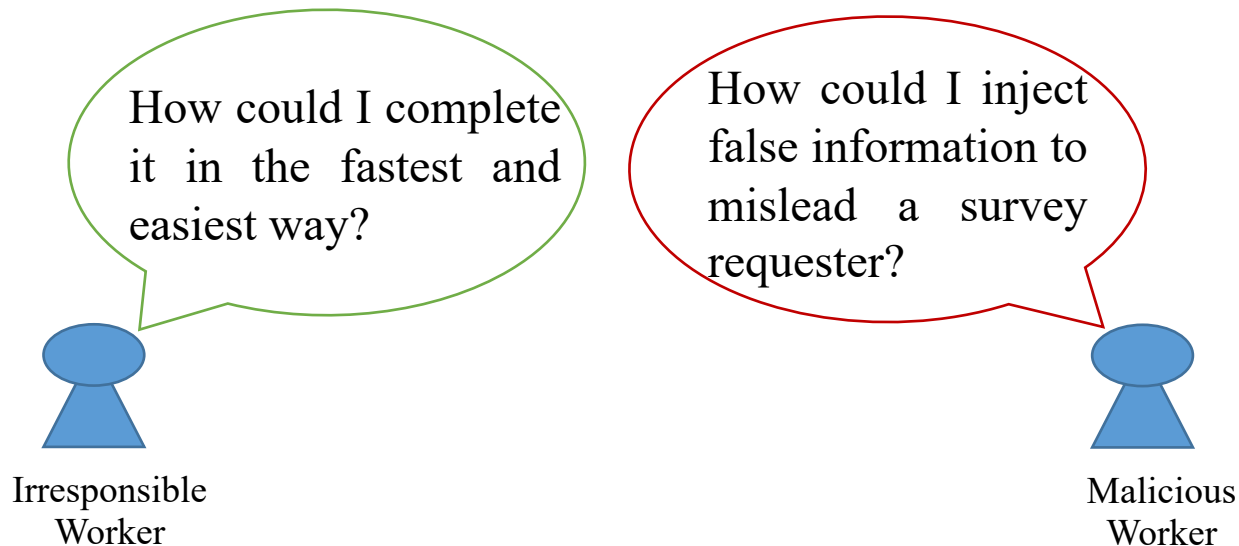 How could I complete
it in the fastest and
easiest way?
How could I inject
false information to
mislead a survey
requester?
Irresponsible
Worker
Malicious
Worker